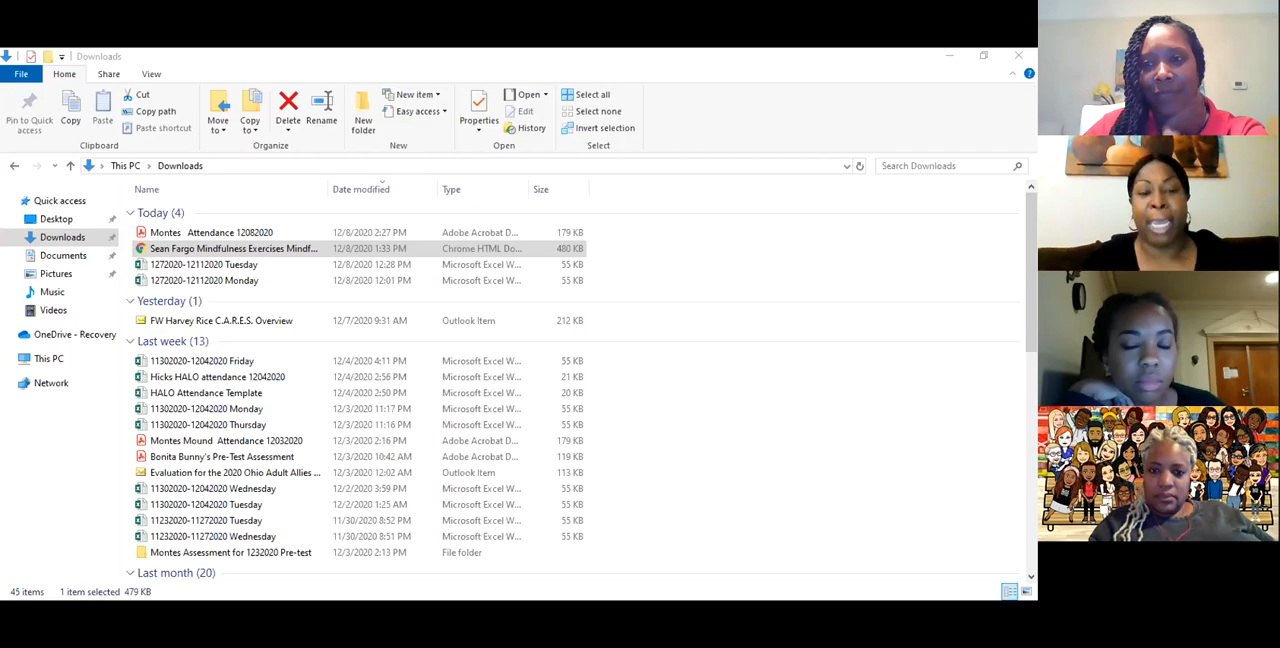 Downloads
File Home Share View
Pin to Quick access
Copy
Paste
Cut
Copy path
Paste shortcut
Clipboard
Move to
Copy to
Delete
Rename
Organize
New folder
New item
Easy access
New
Properties
Open
Edit
History
Open
Select all
Select none
Invert selection
Select
This PC > Downloads
Search Downloads
Quick access
Desktop
Downloads
Documents
Pictures
Music
Videos
OneDrive - Recovery
This PC
Network
Name Date modified Type Size
Today (4)
Montes Attendance 12082020 12/8/2020 2:27 PM Adobe Acrobat D... 179 KB
Sean Fargo Mindfulness Exercises Mindf... 12/8/2020 1:33 PM Chrome HTML Do... 480 KB
1272020-12112020 Tuesday 12/8/2020 12:28 PM Microsoft Excel W... 55 KB
1272020-12112020 Monday 12/8/2020 12:01 PM Microsoft Excel W... 55 KB
Yesterday (1)
FW Harvey Rice C.A.R.E.S. Overview 12/7/2020 9:31 AM Outlook Item 212 KB
Last week (13)
11302020-12042020 Friday 12/4/2020 4:11 PM Microsoft Excel W... 55 KB
Hicks HALO attendance 12042020 12/4/2020 2:56 PM Microsoft Excel W... 21 KB
HALO Attendance Template 12/4/2020 2:50 PM Microsoft Excel W... 20 KB
11302020-12042020 Monday 12/3/2020 11:17 PM Microsoft Excel W... 55 KB
11302020-12042020 Thursday 12/3/2020 11:16 PM Microsoft Excel W... 55 KB
Montes Mound Attendance 12032020 12/3/2020 2:16 PM Adobe Acrobat D... 179 KB
Bonita Bunny's Pre-Test Assessment 12/3/2020 10:42 AM Adobe Acrobat D... 119 KB
Evaluation for the 2020 Ohio Adult Allies ... 12/3/2020 12:02 AM Outlook Item 113 KB
11302020-12042020 Wednesday 12/2/2020 3:59 PM Microsoft Excel W... 55 KB
11302020-12042020 Tuesday 12/2/2020 1:25 AM Microsoft Excel W... 55 KB
11232020-11272020 Tuesday 11/30/2020 8:52 PM Microsoft Excel W... 55 KB
11232020-11272020 Wednesday 11/30/2020 8:51 PM Microsoft Excel W... 55 KB
Montes Assessment for 1232020 Pre-test 12/3/2020 2:13 PM File folder
Last month (20)
45 items 1 item selected 479 KB